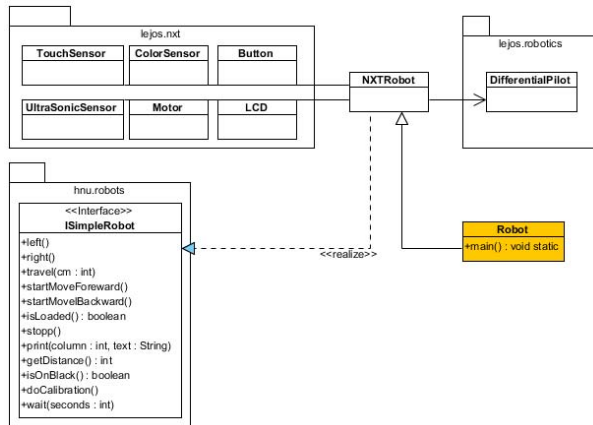 lejos.nxt
TouchSensor
ColorSensor
Button
UltraSonicSensor
Motor
LCD
NXTRobot
lejos.robotics
DifferentialPilot
hnu.robots
<<Interface>>
ISimpleRobot
+left()
+right()
+travel(cm : int)
+startMoveForeward()
+startMovelBackward()
+isLoaded() : boolean
+stopp()
+print(column : int, text : String)
+getDistance() : int
+isOnBlack() : boolean
+doCalibration()
+wait(seconds : int)
<<realize>>
Robot
+main() : void static